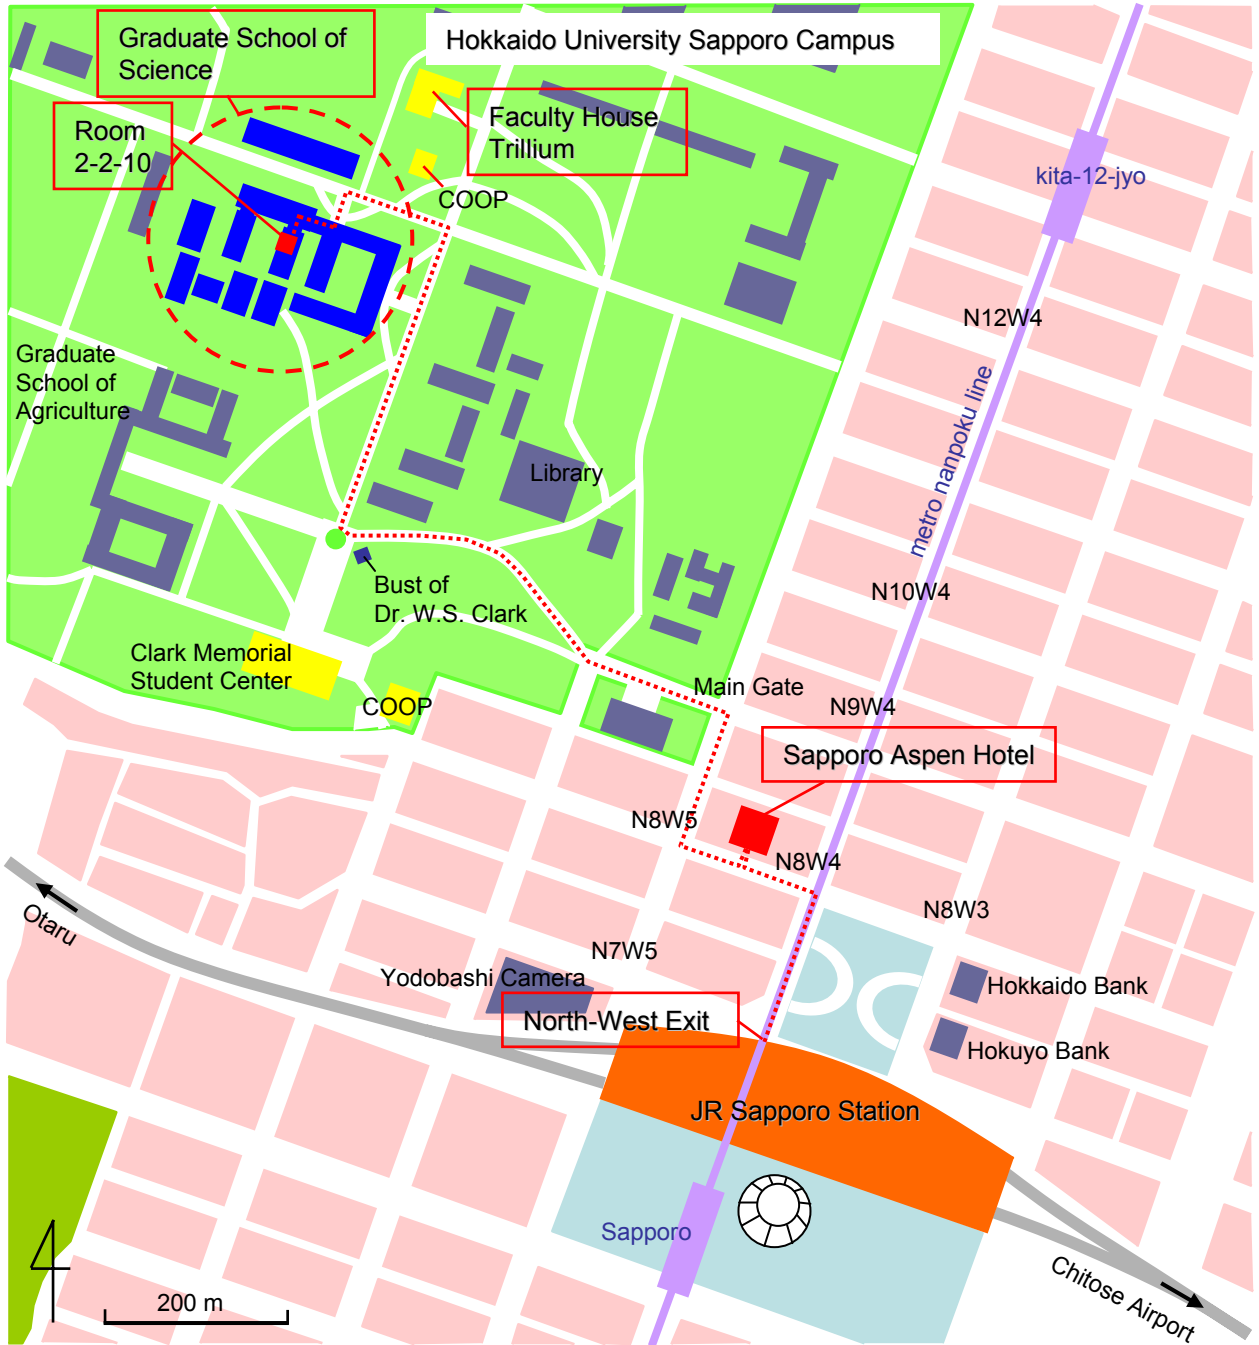 Graduate School of
Science
Hokkaido University Sapporo Campus
Room
2-2-10
Faculty House
Trillium
COOP
kita-12-jyo
N12W4
Graduate
School of
Agriculture
metro nanpoku line
Library
N10W4
Bust of
Dr. W.S. Clark
Clark Memorial
Student Center
COOP
Main Gate
N9W4
Sapporo Aspen Hotel
N8W5
N8W4
N8W3
Otaru
N7W5
Yodobashi Camera
Hokkaido Bank
North-West Exit
Hokuyo Bank
JR Sapporo Station
Sapporo
Chitose Airport
200 m